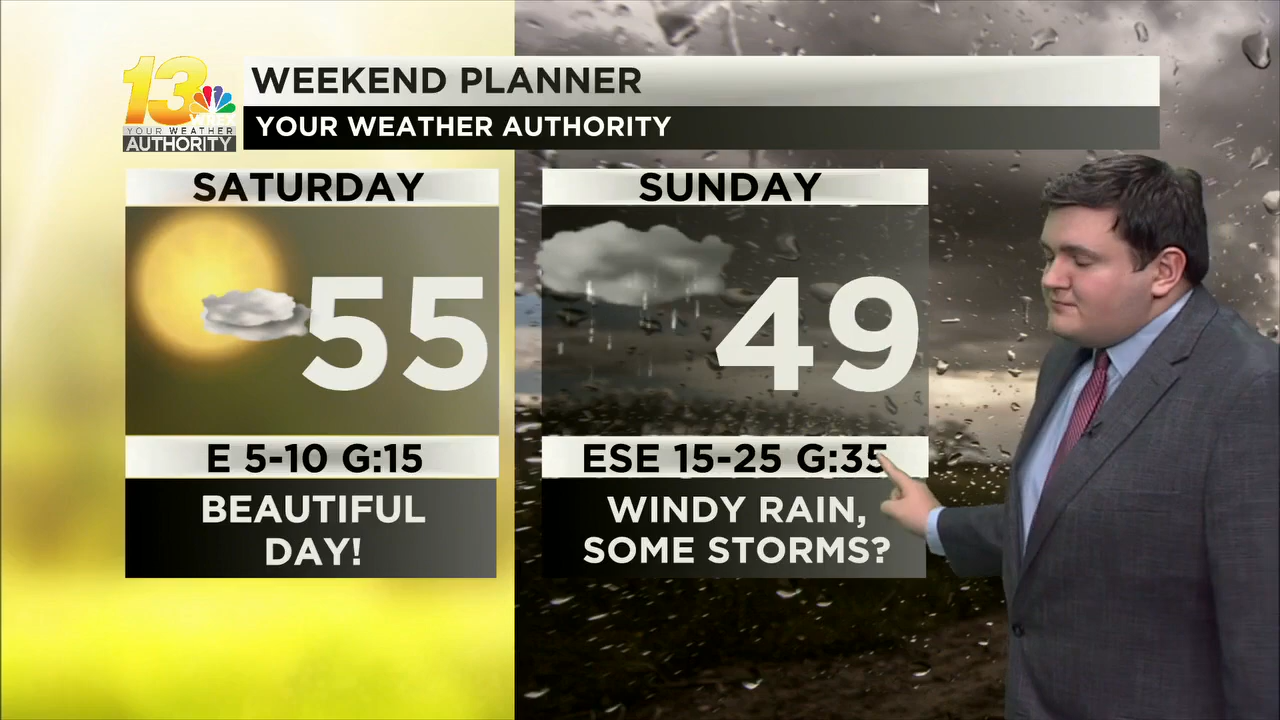 13
WREX
YOUR WEATHER
AUTHORITY
WEEKEND PLANNER
YOUR WEATHER AUTHORITY
SATURDAY
55
E 5-10 G:15
BEAUTIFUL
DAY!
SUNDAY
49
ESE 15-25 G:35
WINDY RAIN,
SOME STORMS?